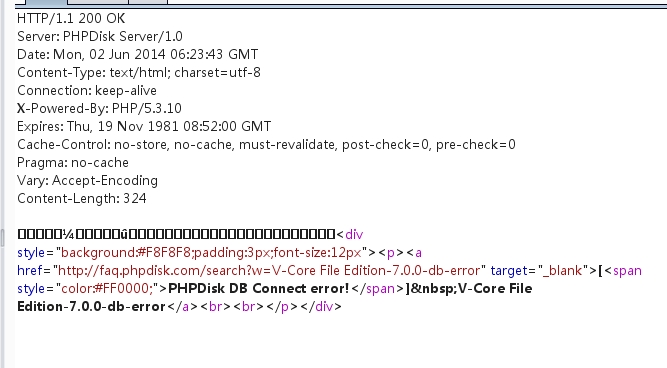 HTTP/1.1 200 OK
Server: PHPDisk Server/1.0
Date: Mon, 02 Jun 2014 06:23:43 GMT
Content-Type: text/html; charset=utf-8
Connection: keep-alive
X-Powered-By: PHP/5.3.10
Expires: Thu, 19 Nov 1981 08:52:00 GMT
Cache-Control: no-store, no-cache, must-revalidate, post-check=0, pre-check=0
Pragma: no-cache
Vary: Accept-Encoding
Content-Length: 324
<div
style="background:#F8F8F8;padding:3px;font-size:12px"><p><a
href="http://faq.phpdisk.com/search?w=V-Core File Edition-7.0.0-db-error" target="_blank">[<span
style="color:#FF0000;">PHPDisk DB Connect error!</span>]&nbsp;V-Core File
Edition-7.0.0-db-error</a><br><br></p></div>